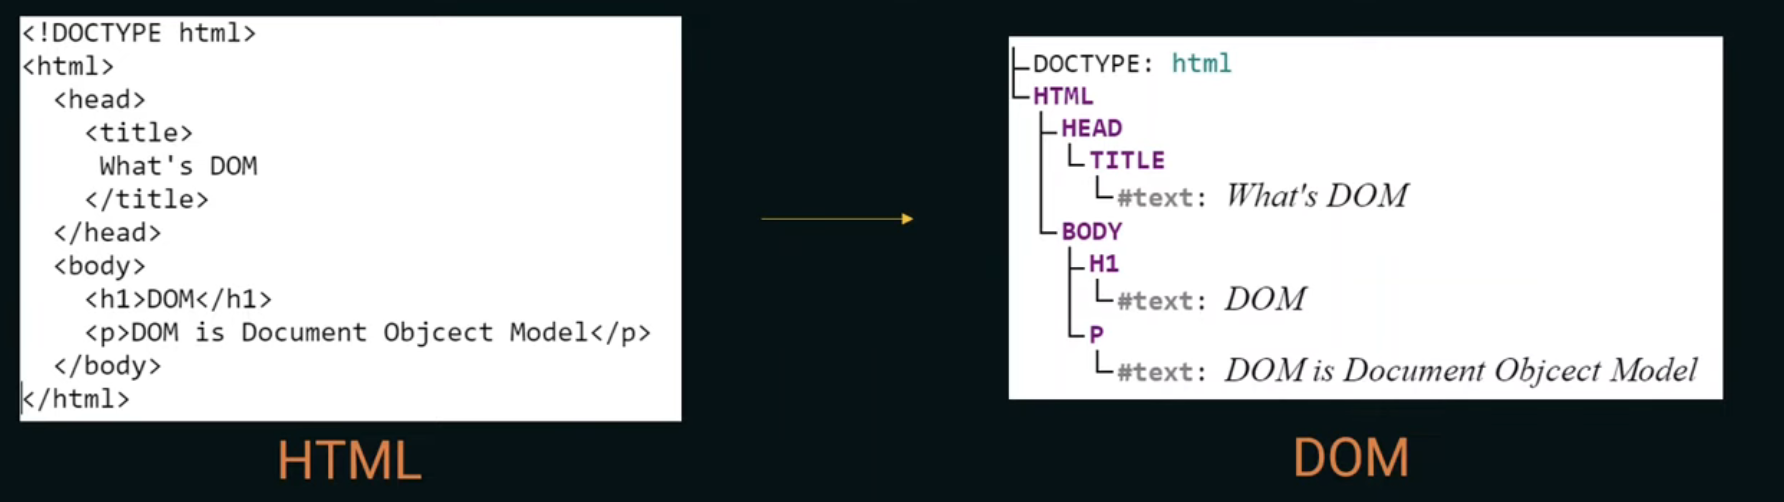 <!DOCTYPE html>
<html>
<head>
<title>
What's DOM
</title>
</head>
<body>
<h1>DOM</h1>
<p>DOM is Document Objcect Model</p>
</body>
</html>
HTML
DOCTYPE: html
HTML
HEAD
TITLE
#text: What's DOM
BODY
H1
#text: DOM
P
#text: DOM is Document Objcect Model
DOM